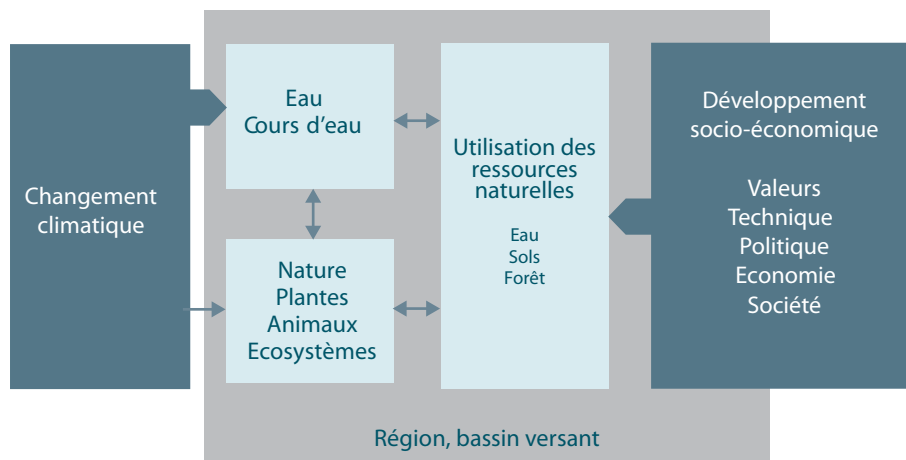 Changement
climatique
Eau
Cours d'eau
Nature
Plantes
Animaux
Ecosystèmes
Utilisation des
ressources
naturelles
Eau
Sols
Forêt
Développement
socio-économique
Valeurs
Technique
Politique
Economie
Société
Région, bassin versant